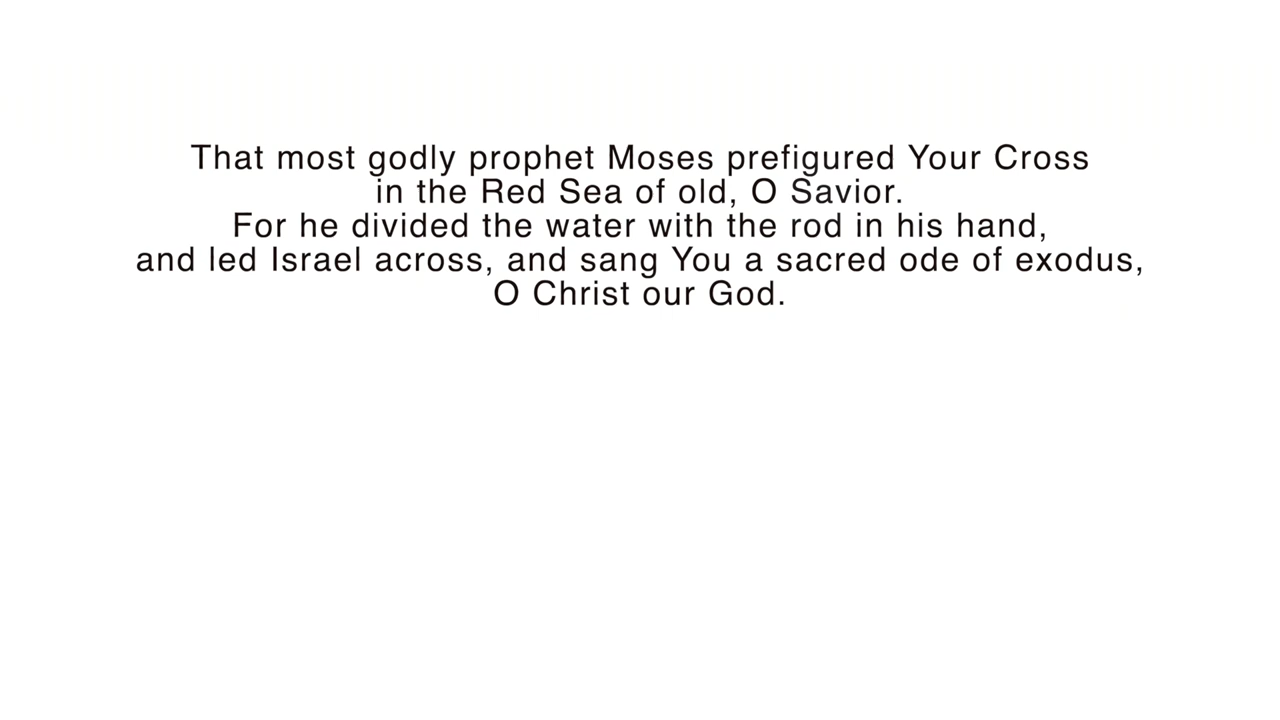 That most godly prophet Moses prefigured Your Cross
in the Red Sea of old, O Savior.
For he divided the water with the rod in his hand,
and led Israel across, and sang You a sacred ode of exodus,
O Christ our God.